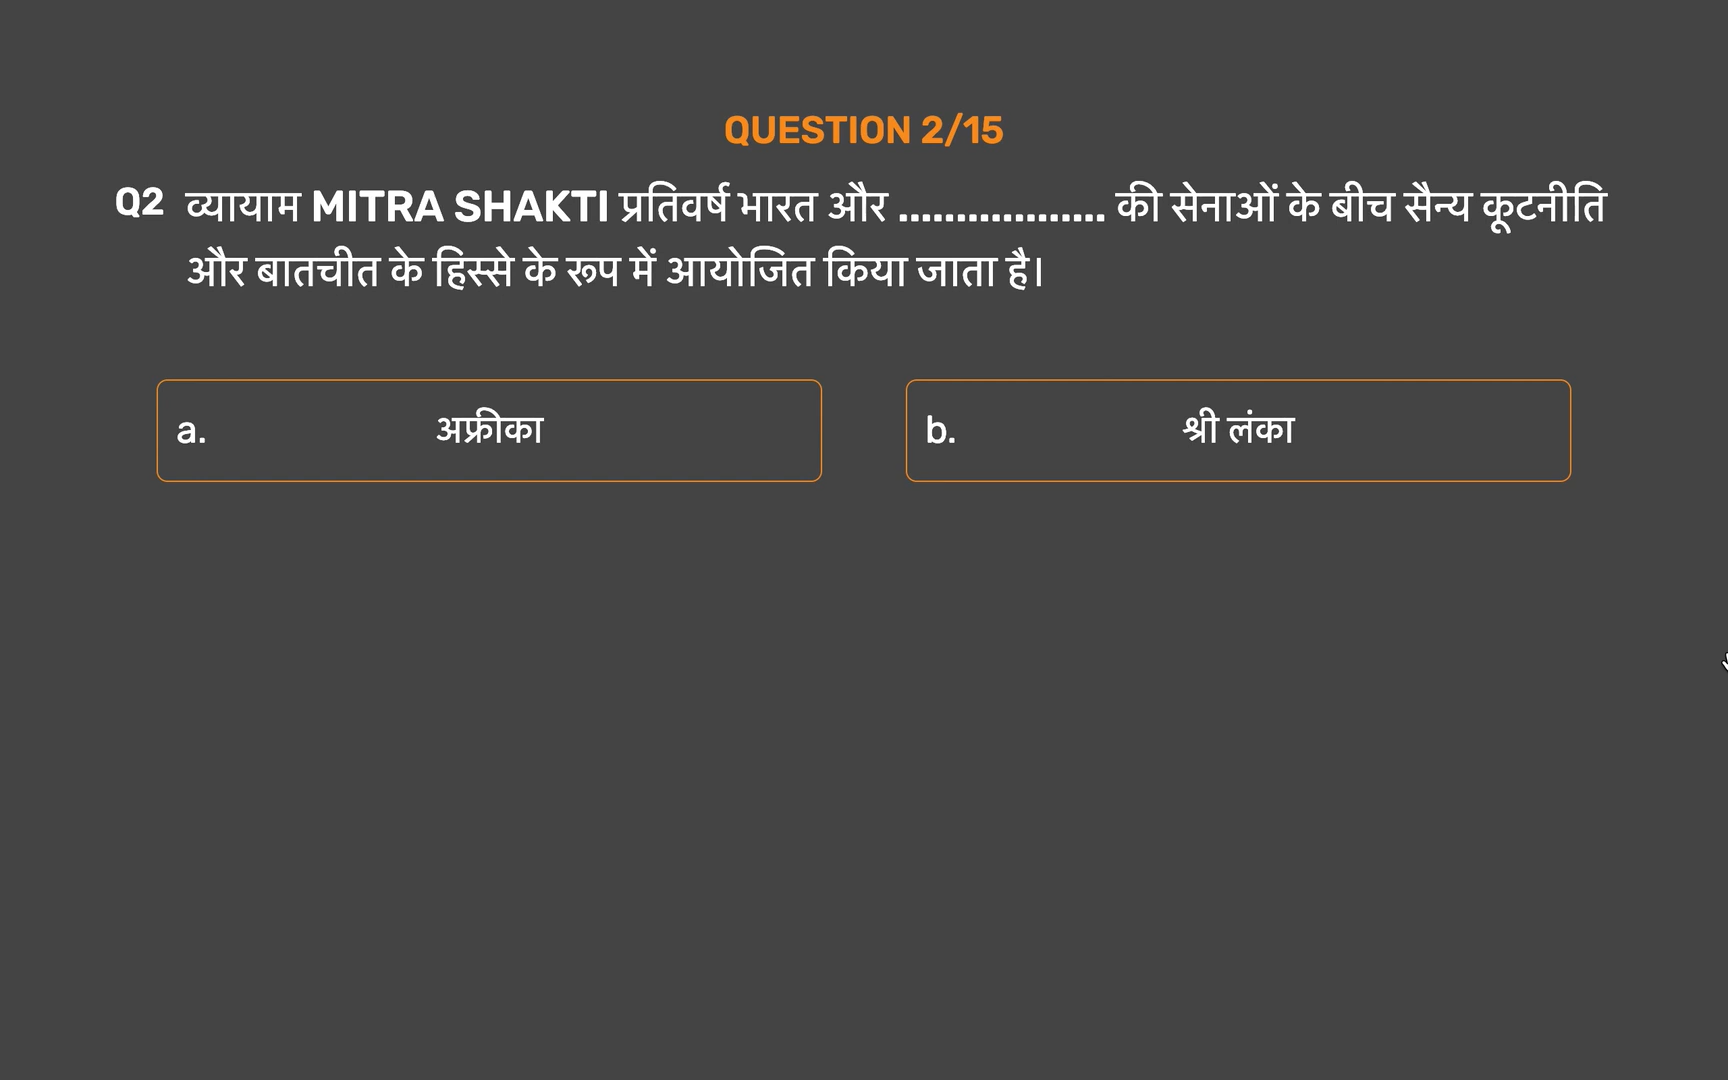 QUESTION 2/15
Q2 व्यायाम MITRA SHAKTI प्रतिवर्ष भारत और .................. की सेनाओं के बीच सैन्य कूटनीति
और बातचीत के हिस्से के रूप में आयोजित किया जाता है।
a. अफ्रीका
b. श्री लंका